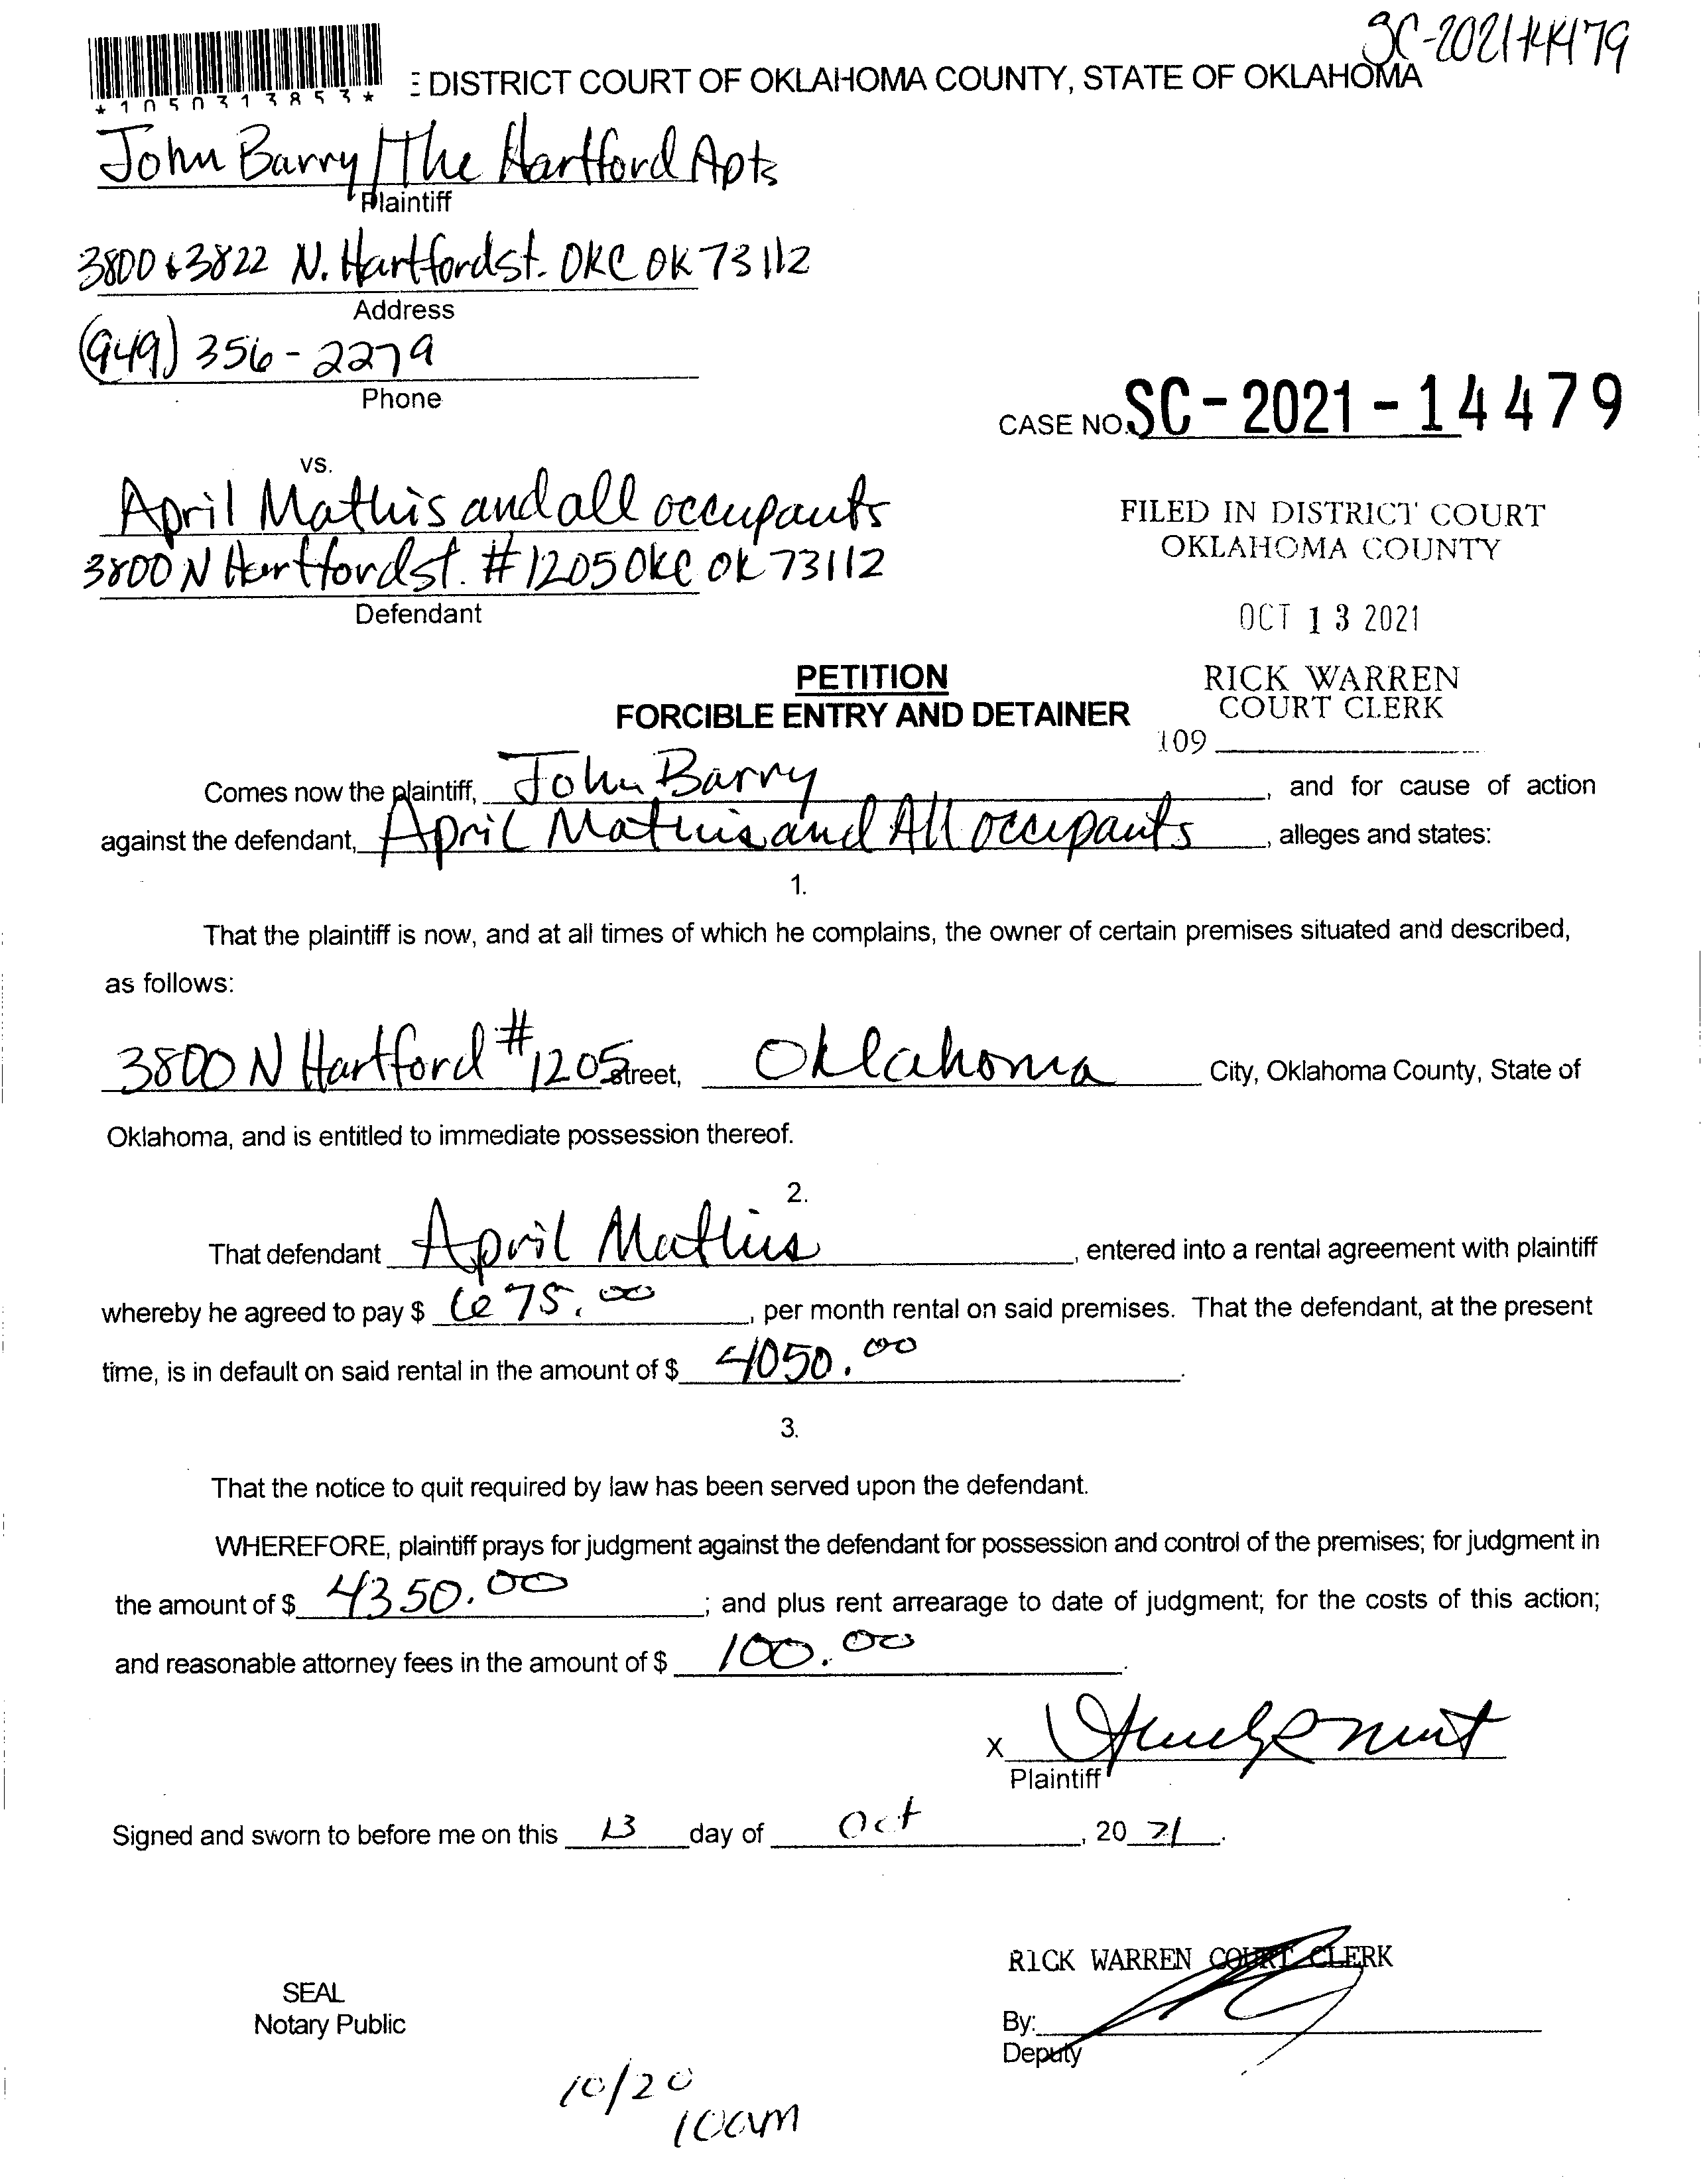 SC-2021-14479
*1050313853*
E DISTRICT COURT OF OKLAHOMA COUNTY, STATE OF OKLAHOMA
John Barry/The Hartford Apts
Plaintiff
3800 & 3822 N. Hartford st. OKC OK 73112
Address
(949) 356-2279
Phone
CASE NO. SC-2021-14479
vs.
April Mathis and all occupants
3800 N Hartford st. #1205 OKC OK 73112
Defendant
FILED IN DISTRICT COURT
OKLAHOMA COUNTY
OCT 13 2021
RICK WARREN
COURT CLERK
109
PETITION
FORCIBLE ENTRY AND DETAINER
Comes now the plaintiff, John Barry, and for cause of action
against the defendant, April Mathis and All occupants, alleges and states:
1.
That the plaintiff is now, and at all times of which he complains, the owner of certain premises situated and described,
as follows:
3800 N Hartford #1205 Street, Oklahoma City, Oklahoma County, State of
Oklahoma, and is entitled to immediate possession thereof.
2.
That defendant April Mathis, entered into a rental agreement with plaintiff
whereby he agreed to pay $ 675.00, per month rental on said premises. That the defendant, at the present
time, is in default on said rental in the amount of $ 4050.00.
3.
That the notice to quit required by law has been served upon the defendant.
WHEREFORE, plaintiff prays for judgment against the defendant for possession and control of the premises; for judgment in
the amount of $ 4350.00; and plus rent arrearage to date of judgment; for the costs of this action;
and reasonable attorney fees in the amount of $ 100.00.
X
Plaintiff
Signed and sworn to before me on this 13 day of Oct, 20 21.
RICK WARREN COURT CLERK
SEAL
Notary Public
By:
Deputy
10/20
10am